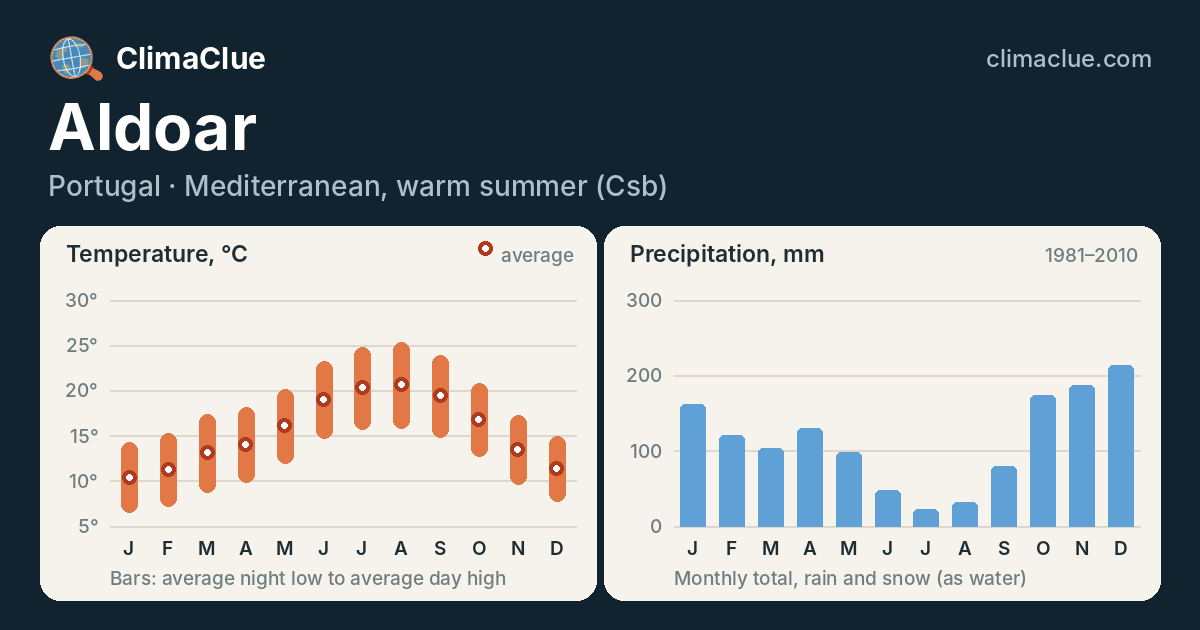 ClimaClue
climaclue.com
Aldoar
Portugal · Mediterranean, warm summer (Csb)
Temperature, °C
average
30°
25°
20°
15°
10°
5°
J F M A M J J A S O N D
Bars: average night low to average day high
Precipitation, mm
1981–2010
300
200
100
0
J F M A M J J A S O N D
Monthly total, rain and snow (as water)